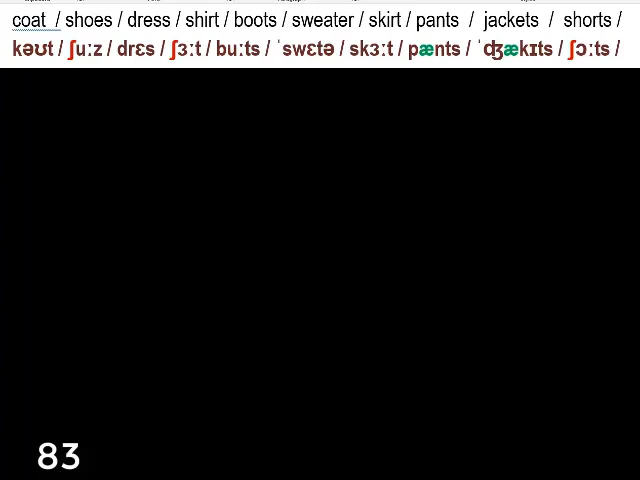 coat / shoes / dress / shirt / boots / sweater / skirt / pants / jackets / shorts /
kəʊt / ʃuːz / drɛs / ʃɜːt / buːts / ˈswɛtə / skɜːt / pænts / ˈʤækɪts / ʃɔːts /
83